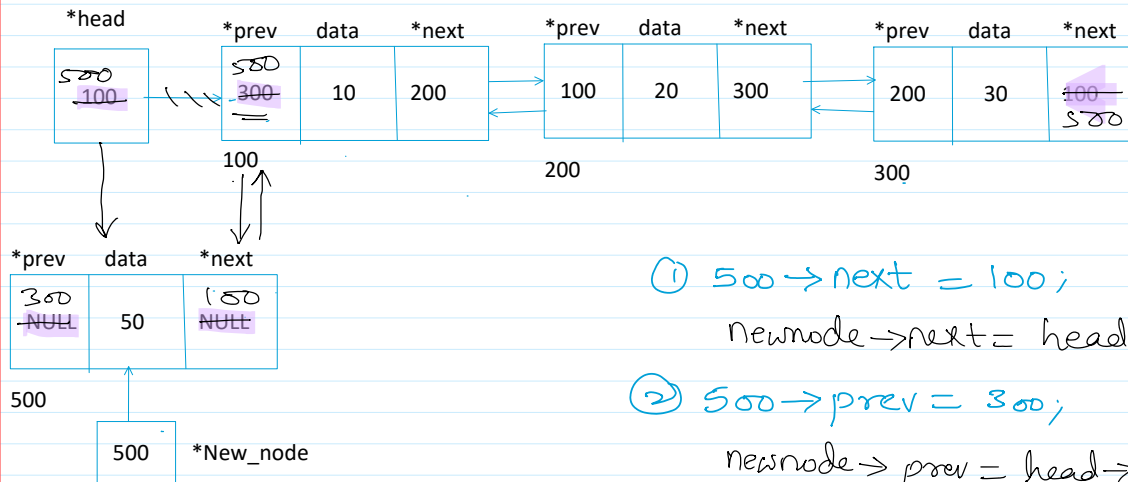 *head
*prev data *next
*prev data *next
*prev data *next
500
100
500
300 10 200
100 20 300
200 30 100
500
100
200
300
*prev data *next
300 100
NULL 50 NULL
500
500 *New_node
① 500→next = 100;
newnode→next = head
② 500→prev = 300;
newnode→ prev = head→